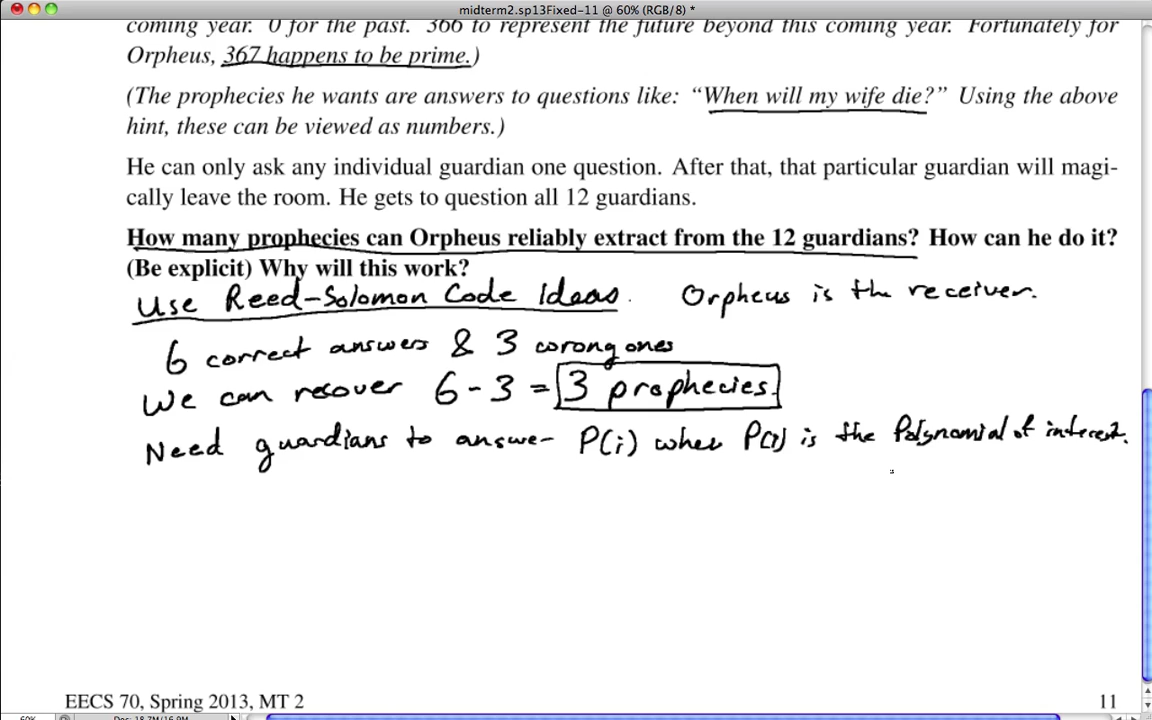 midterm2.sp13Fixed-11 @ 60% (RGB/8) *
coming year. 0 for the past. 366 to represent the future beyond this coming year. Fortunately for
Orpheus, 367 happens to be prime.)
(The prophecies he wants are answers to questions like: “When will my wife die?” Using the above
hint, these can be viewed as numbers.)
He can only ask any individual guardian one question. After that, that particular guardian will magi-
cally leave the room. He gets to question all 12 guardians.
How many prophecies can Orpheus reliably extract from the 12 guardians? How can he do it?
(Be explicit) Why will this work?
Use Reed-Solomon Code Ideas. Orpheus is the receiver.
6 correct answers & 3 wrong ones
We can recover 6 - 3 = 3 prophecies.
Need guardians to answer P(i) where is the Polynomial of interest.
EECS 70, Spring 2013, MT 2 11
60%